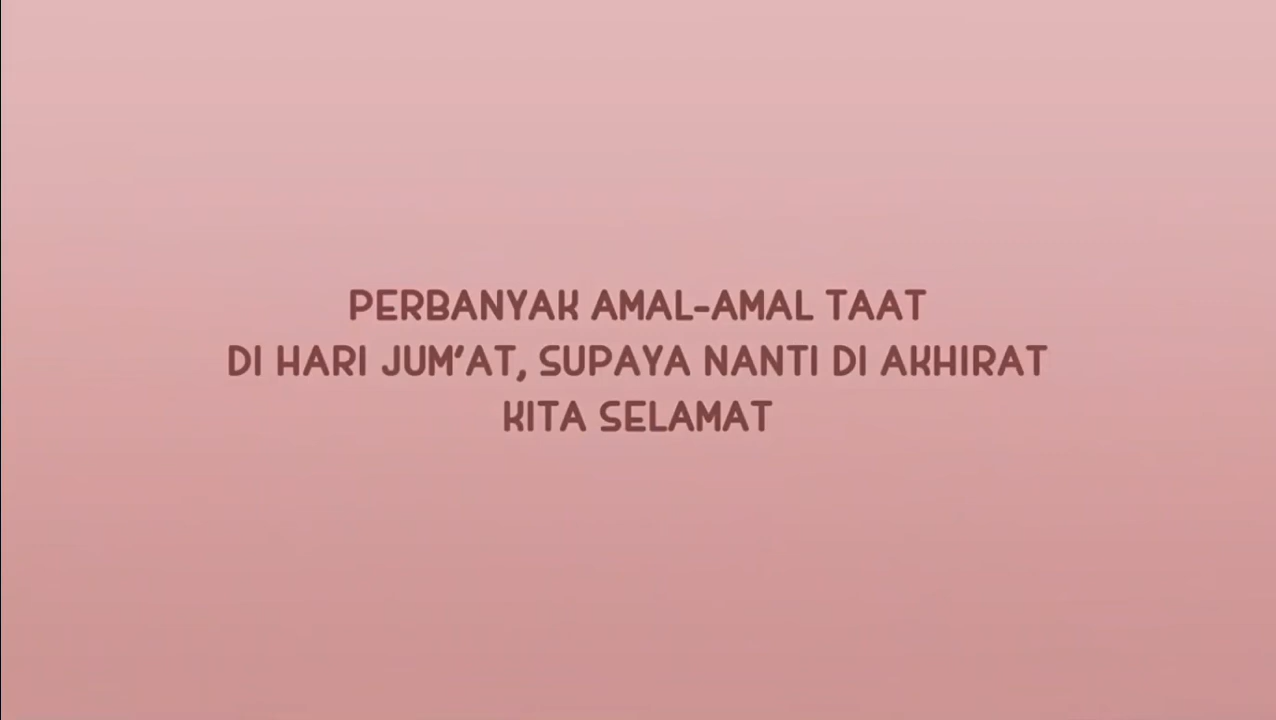 PERBANYAK AMAL-AMAL TAAT
DI HARI JUM'AT, SUPAYA NANTI DI AKHIRAT
KITA SELAMAT